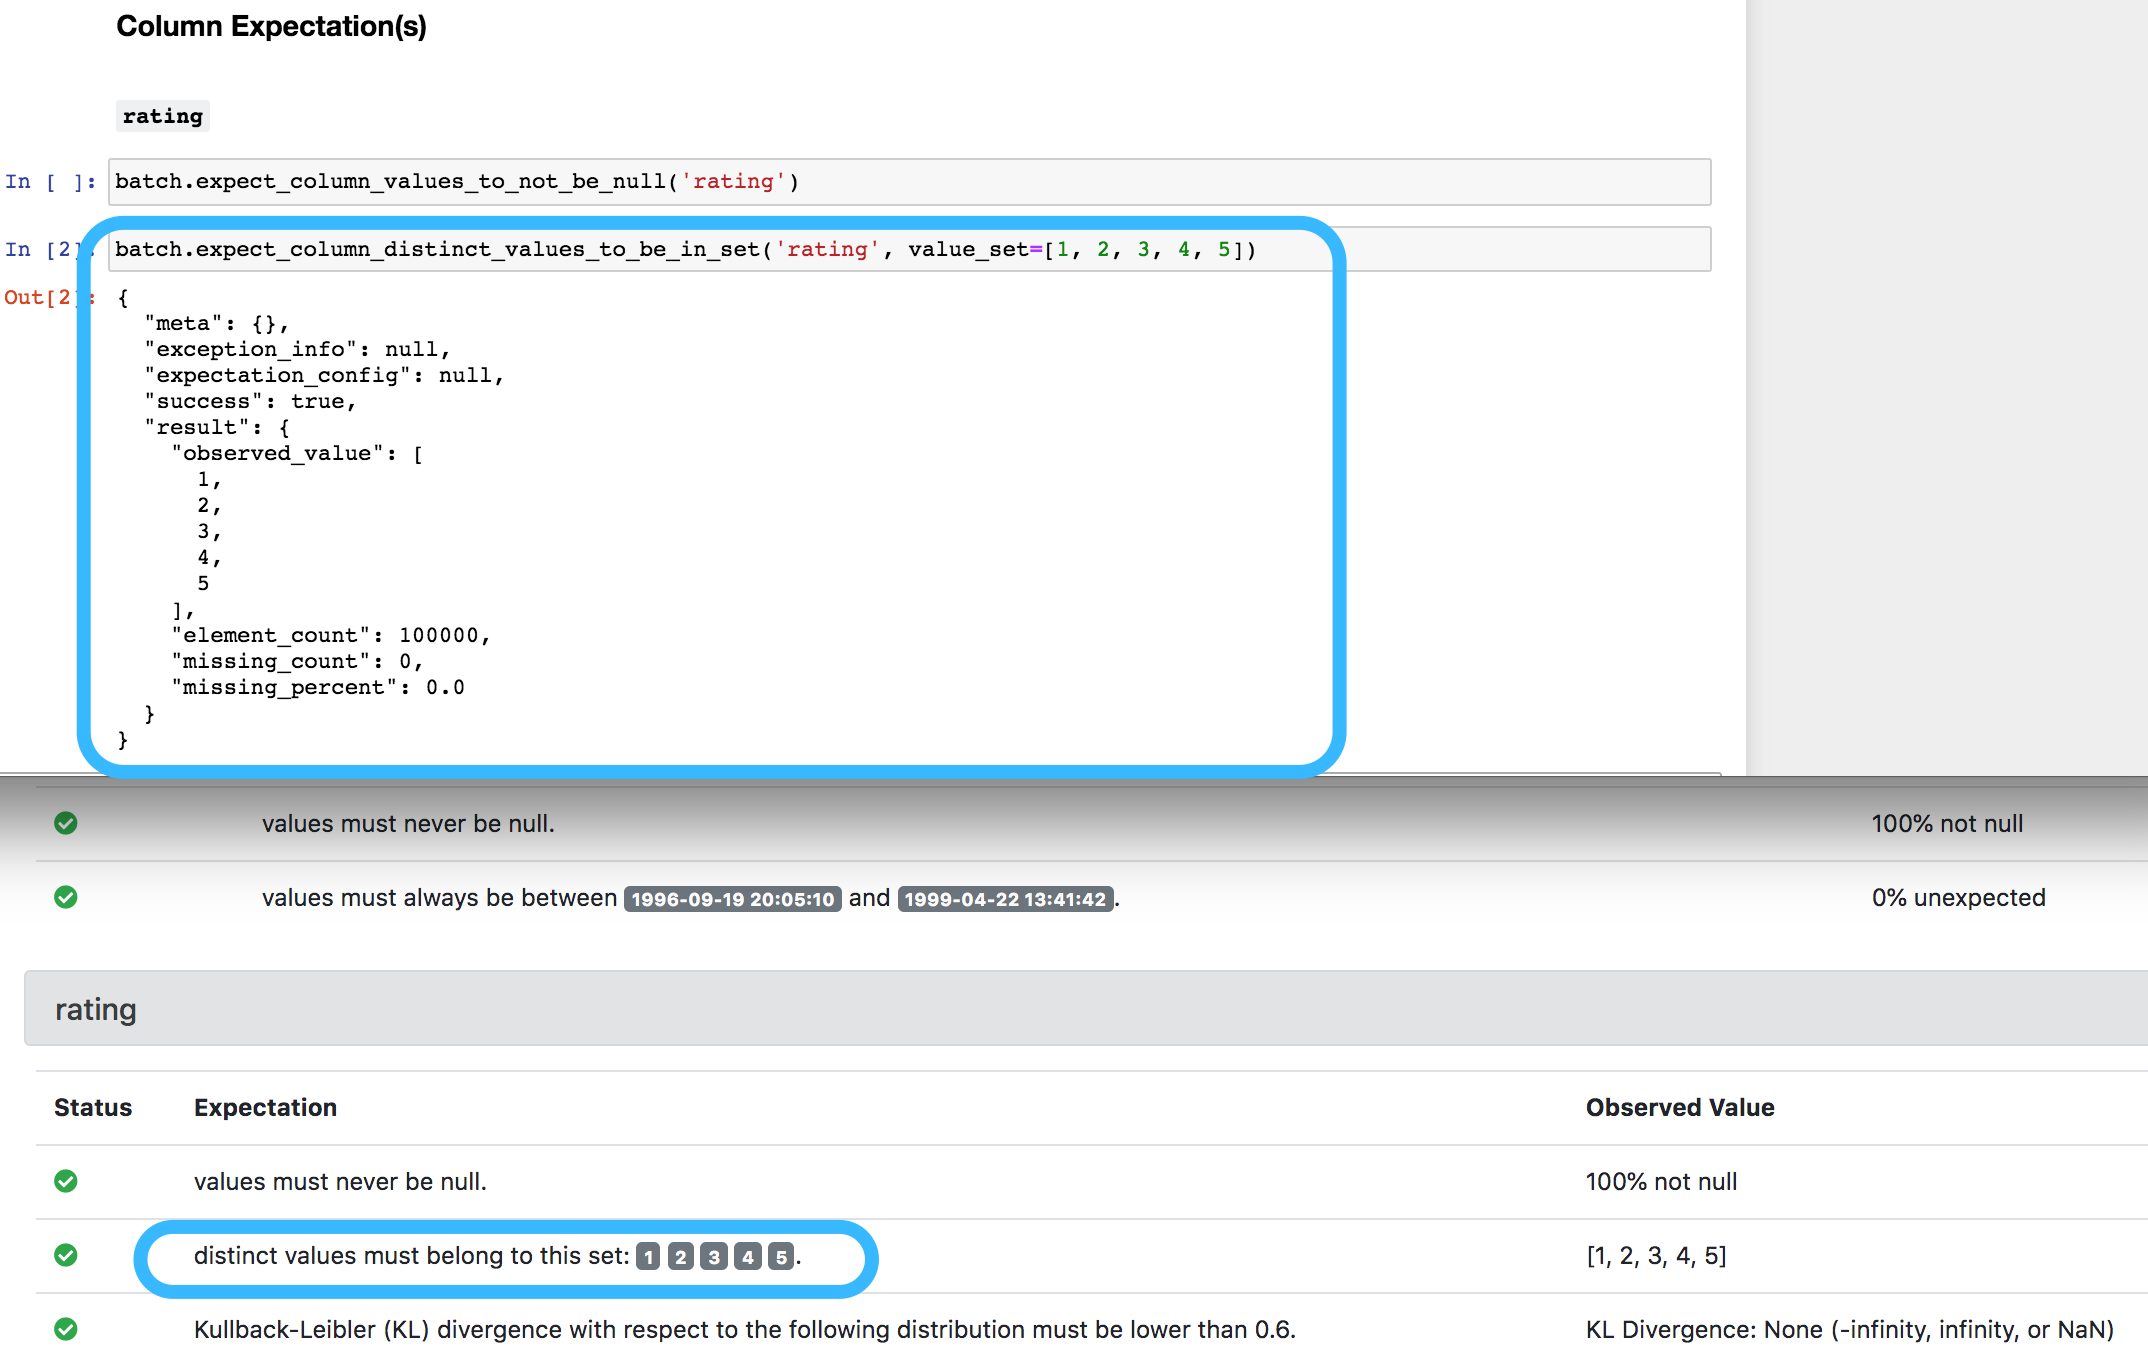 Column Expectation(s)
rating
In [ ]: batch.expect_column_values_to_not_be_null('rating')
In [2]: batch.expect_column_distinct_values_to_be_in_set('rating', value_set=[1, 2, 3, 4, 5])
Out[2]: {
"meta": {},
"exception_info": null,
"expectation_config": null,
"success": true,
"result": {
"observed_value": [
1,
2,
3,
4,
5
],
"element_count": 100000,
"missing_count": 0,
"missing_percent": 0.0
}
}
values must never be null. 100% not null
values must always be between 1996-09-19 20:05:10 and 1999-04-22 13:41:42. 0% unexpected
rating
Status Expectation Observed Value
values must never be null. 100% not null
distinct values must belong to this set: 1 2 3 4 5. [1, 2, 3, 4, 5]
Kullback-Leibler (KL) divergence with respect to the following distribution must be lower than 0.6. KL Divergence: None (-infinity, infinity, or NaN)